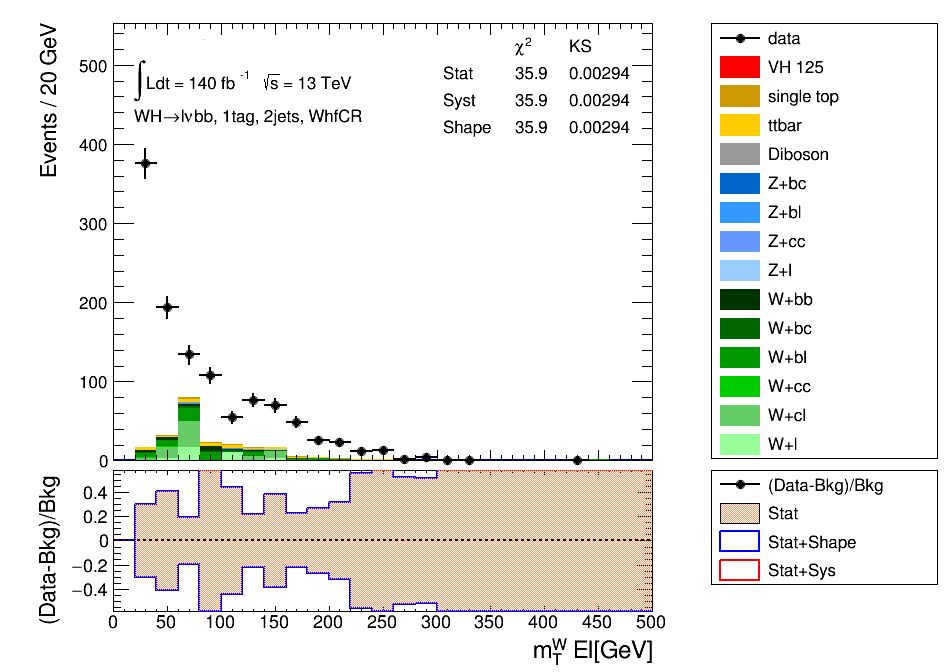 Events / 20 GeV
500
400
300
200
100
0
∫Ldt = 140 fb⁻¹ √s = 13 TeV
WH→lνbb, 1tag, 2jets, WhfCR
χ² KS
Stat 35.9 0.00294
Syst 35.9 0.00294
Shape 35.9 0.00294
data
VH 125
single top
ttbar
Diboson
Z+bc
Z+bl
Z+cc
Z+l
W+bb
W+bc
W+bl
W+cc
W+cl
W+l
(Data-Bkg)/Bkg
0.4
0.2
0
−0.2
−0.4
0 50 100 150 200 250 300 350 400 450 500
m_T^W El[GeV]
(Data-Bkg)/Bkg
Stat
Stat+Shape
Stat+Sys